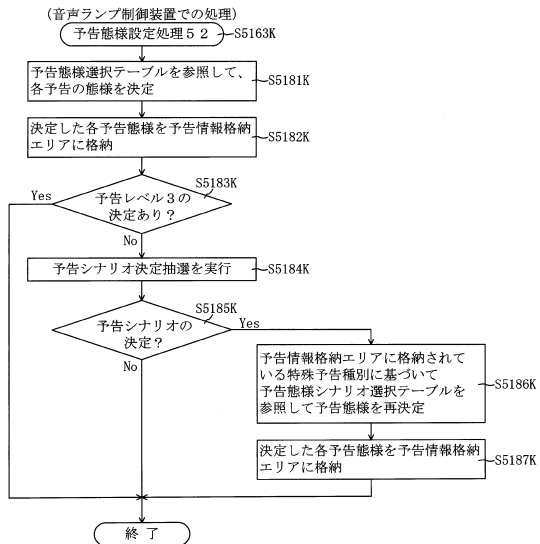 (音声ランプ制御装置での処理)
予告態様設定処理52
S5163K
予告態様選択テーブルを参照して、
各予告の態様を決定
S5181K
決定した各予告態様を予告情報格納
エリアに格納
S5182K
S5183K
Yes
予告レベル3の
決定あり?
No
予告シナリオ決定抽選を実行
S5184K
S5185K
予告シナリオの
決定?
Yes
No
予告情報格納エリアに格納されて
いる特殊予告種別に基づいて
予告態様シナリオ選択テーブルを
参照して予告態様を再決定
S5186K
決定した各予告態様を予告情報格納
エリアに格納
S5187K
終了